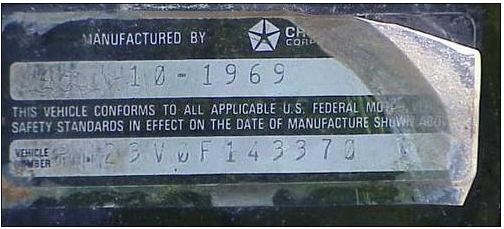 MANUFACTURED BY
10-1969
THIS VEHICLE CONFORMS TO ALL APPLICABLE U.S. FEDERAL
SAFETY STANDARDS IN EFFECT ON THE DATE OF MANUFACTURE SHOWN
VEHICLE
NUMBER 23V0F143370